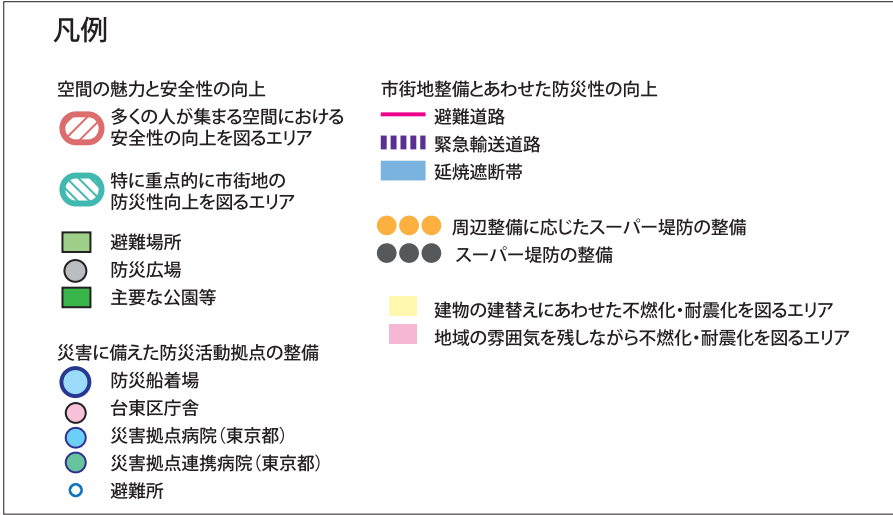 凡例
空間の魅力と安全性の向上
多くの人が集まる空間における
安全性の向上を図るエリア
特に重点的に市街地の
防災性向上を図るエリア
避難場所
防災広場
主要な公園等
災害に備えた防災活動拠点の整備
防災船着場
台東区庁舎
災害拠点病院(東京都)
災害拠点連携病院(東京都)
避難所
市街地整備とあわせた防災性の向上
避難道路
緊急輸送道路
延焼遮断帯
周辺整備に応じたスーパー堤防の整備
スーパー堤防の整備
建物の建替えにあわせた不燃化・耐震化を図るエリア
地域の雰囲気を残しながら不燃化・耐震化を図るエリア